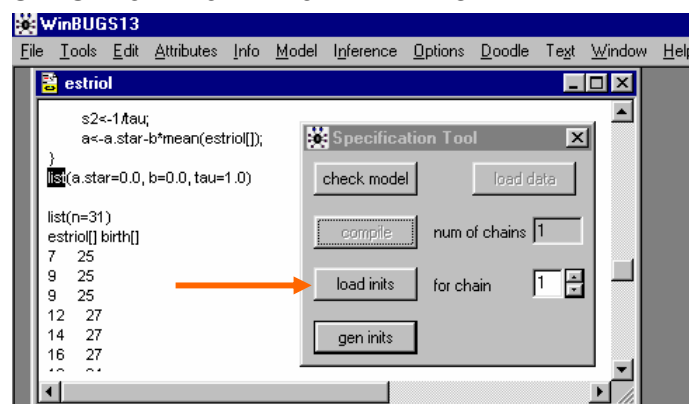 WinBUGS13
File Tools Edit Attributes Info Model Inference Options Doodle Text Window Help
estriol
s2<-1/tau;
a<-a.star-b*mean(estriol[]);
}
list(a.star=0.0, b=0.0, tau=1.0)
list(n=31)
estriol[] birth[]
7 25
9 25
9 25
12 27
14 27
16 27
Specification Tool
check model load data
compile num of chains 1
load inits for chain 1
gen inits